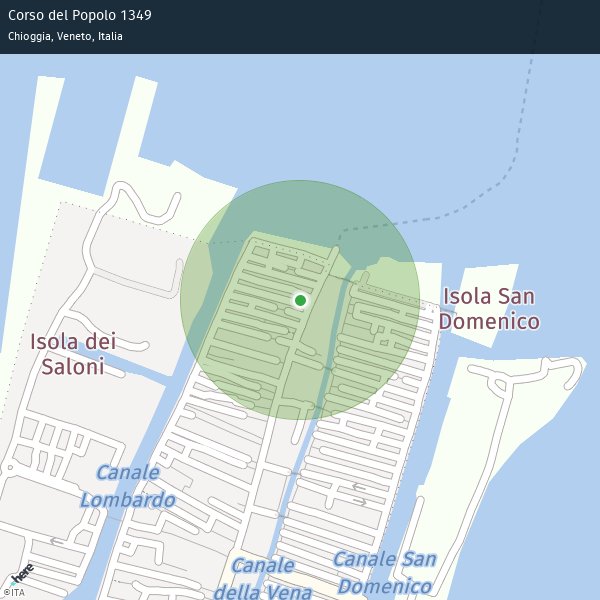 Corso del Popolo 1349
Chioggia, Veneto, Italia
Isola San
Domenico
Isola dei
Saloni
Canale
Lombardo
Canale San
Domenico
Canale
della Vena
here
©ITA